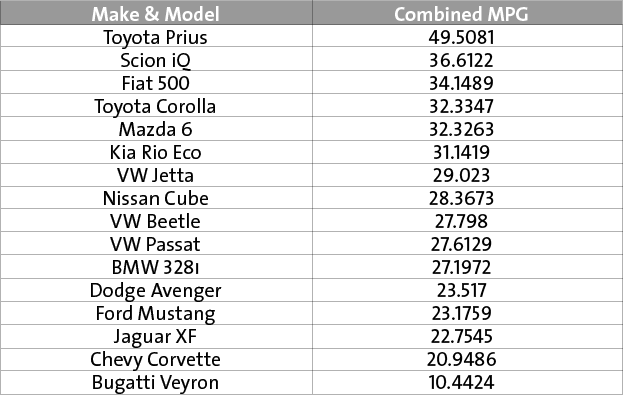 Make & Model Combined MPG
Toyota Prius 49.5081
Scion iQ 36.6122
Fiat 500 34.1489
Toyota Corolla 32.3347
Mazda 6 32.3263
Kia Rio Eco 31.1419
VW Jetta 29.023
Nissan Cube 28.3673
VW Beetle 27.798
VW Passat 27.6129
BMW 328i 27.1972
Dodge Avenger 23.517
Ford Mustang 23.1759
Jaguar XF 22.7545
Chevy Corvette 20.9486
Bugatti Veyron 10.4424